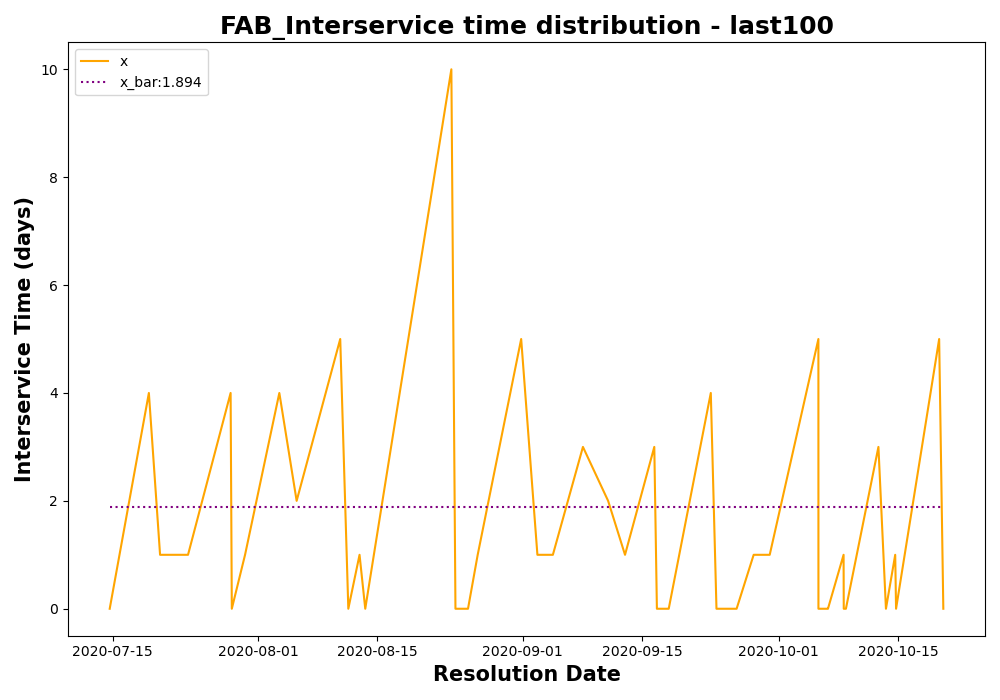 FAB_Interservice time distribution - last100
x
x_bar:1.894
Interservice Time (days)
10
8
6
4
2
0
2020-07-15 2020-08-01 2020-08-15 2020-09-01 2020-09-15 2020-10-01 2020-10-15
Resolution Date